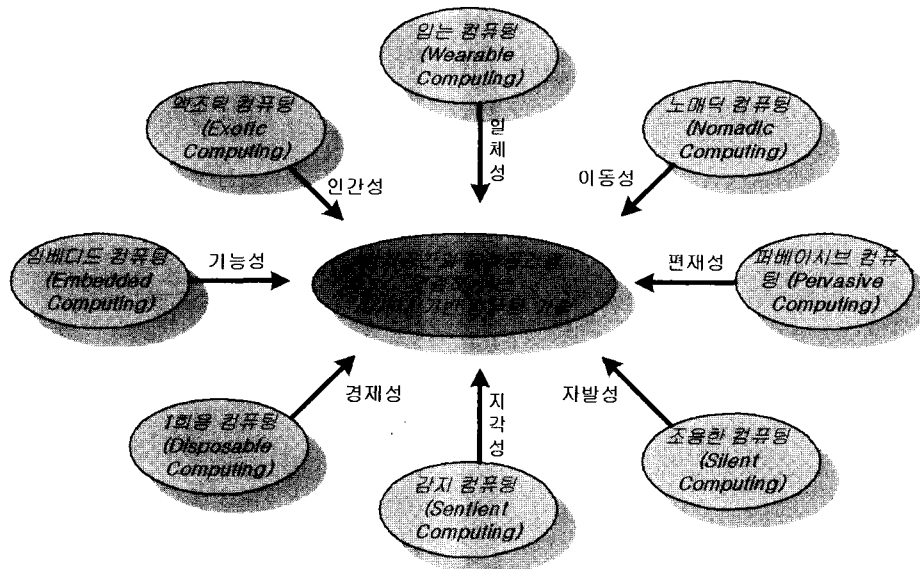 입는 컴퓨팅
(Wearable
Computing)
엑조틱 컴퓨팅
(Exotic
Computing)
노매딕 컴퓨팅
(Nomadic
Computing)
일
체
성
인간성
이동성
임베디드 컴퓨팅
(Embedded
Computing)
기능성
편재성
퍼베이시브 컴퓨
팅 (Pervasive
Computing)
경재성
지
각
성
자발성
1회용 컴퓨팅
(Disposable
Computing)
감지 컴퓨팅
(Sentient
Computing)
조용한 컴퓨팅
(Silent
Computing)